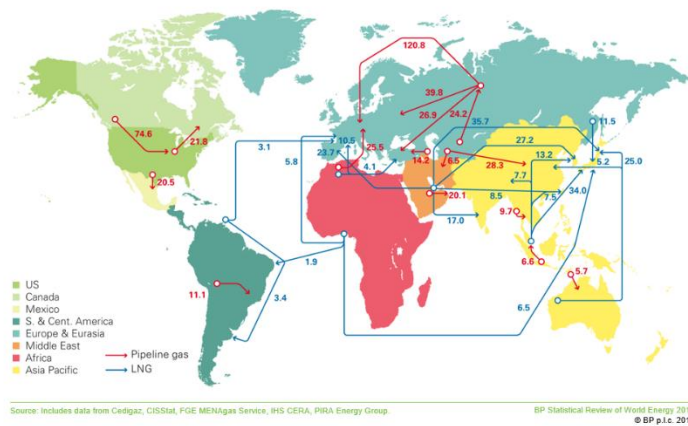 120.8
39.8
26.9
24.2
74.6
21.8
20.5
3.1
5.8
10.5
23.7
25.5
4.1
14.2
6.5
28.3
20.1
35.7
27.2
11.5
13.2
5.2
25.0
7.7
34.0
8.5
7.5
17.0
9.7
6.6
5.7
1.9
3.4
11.1
6.5
US
Canada
Mexico
S. & Cent. America
Europe & Eurasia
Middle East
Africa
Asia Pacific
Pipeline gas
LNG
Source: Includes data from Cedigaz, CISStat, FGE MENAgas Service, IHS CERA, PIRA Energy Group.
BP Statistical Review of World Energy
© BP p.l.c.